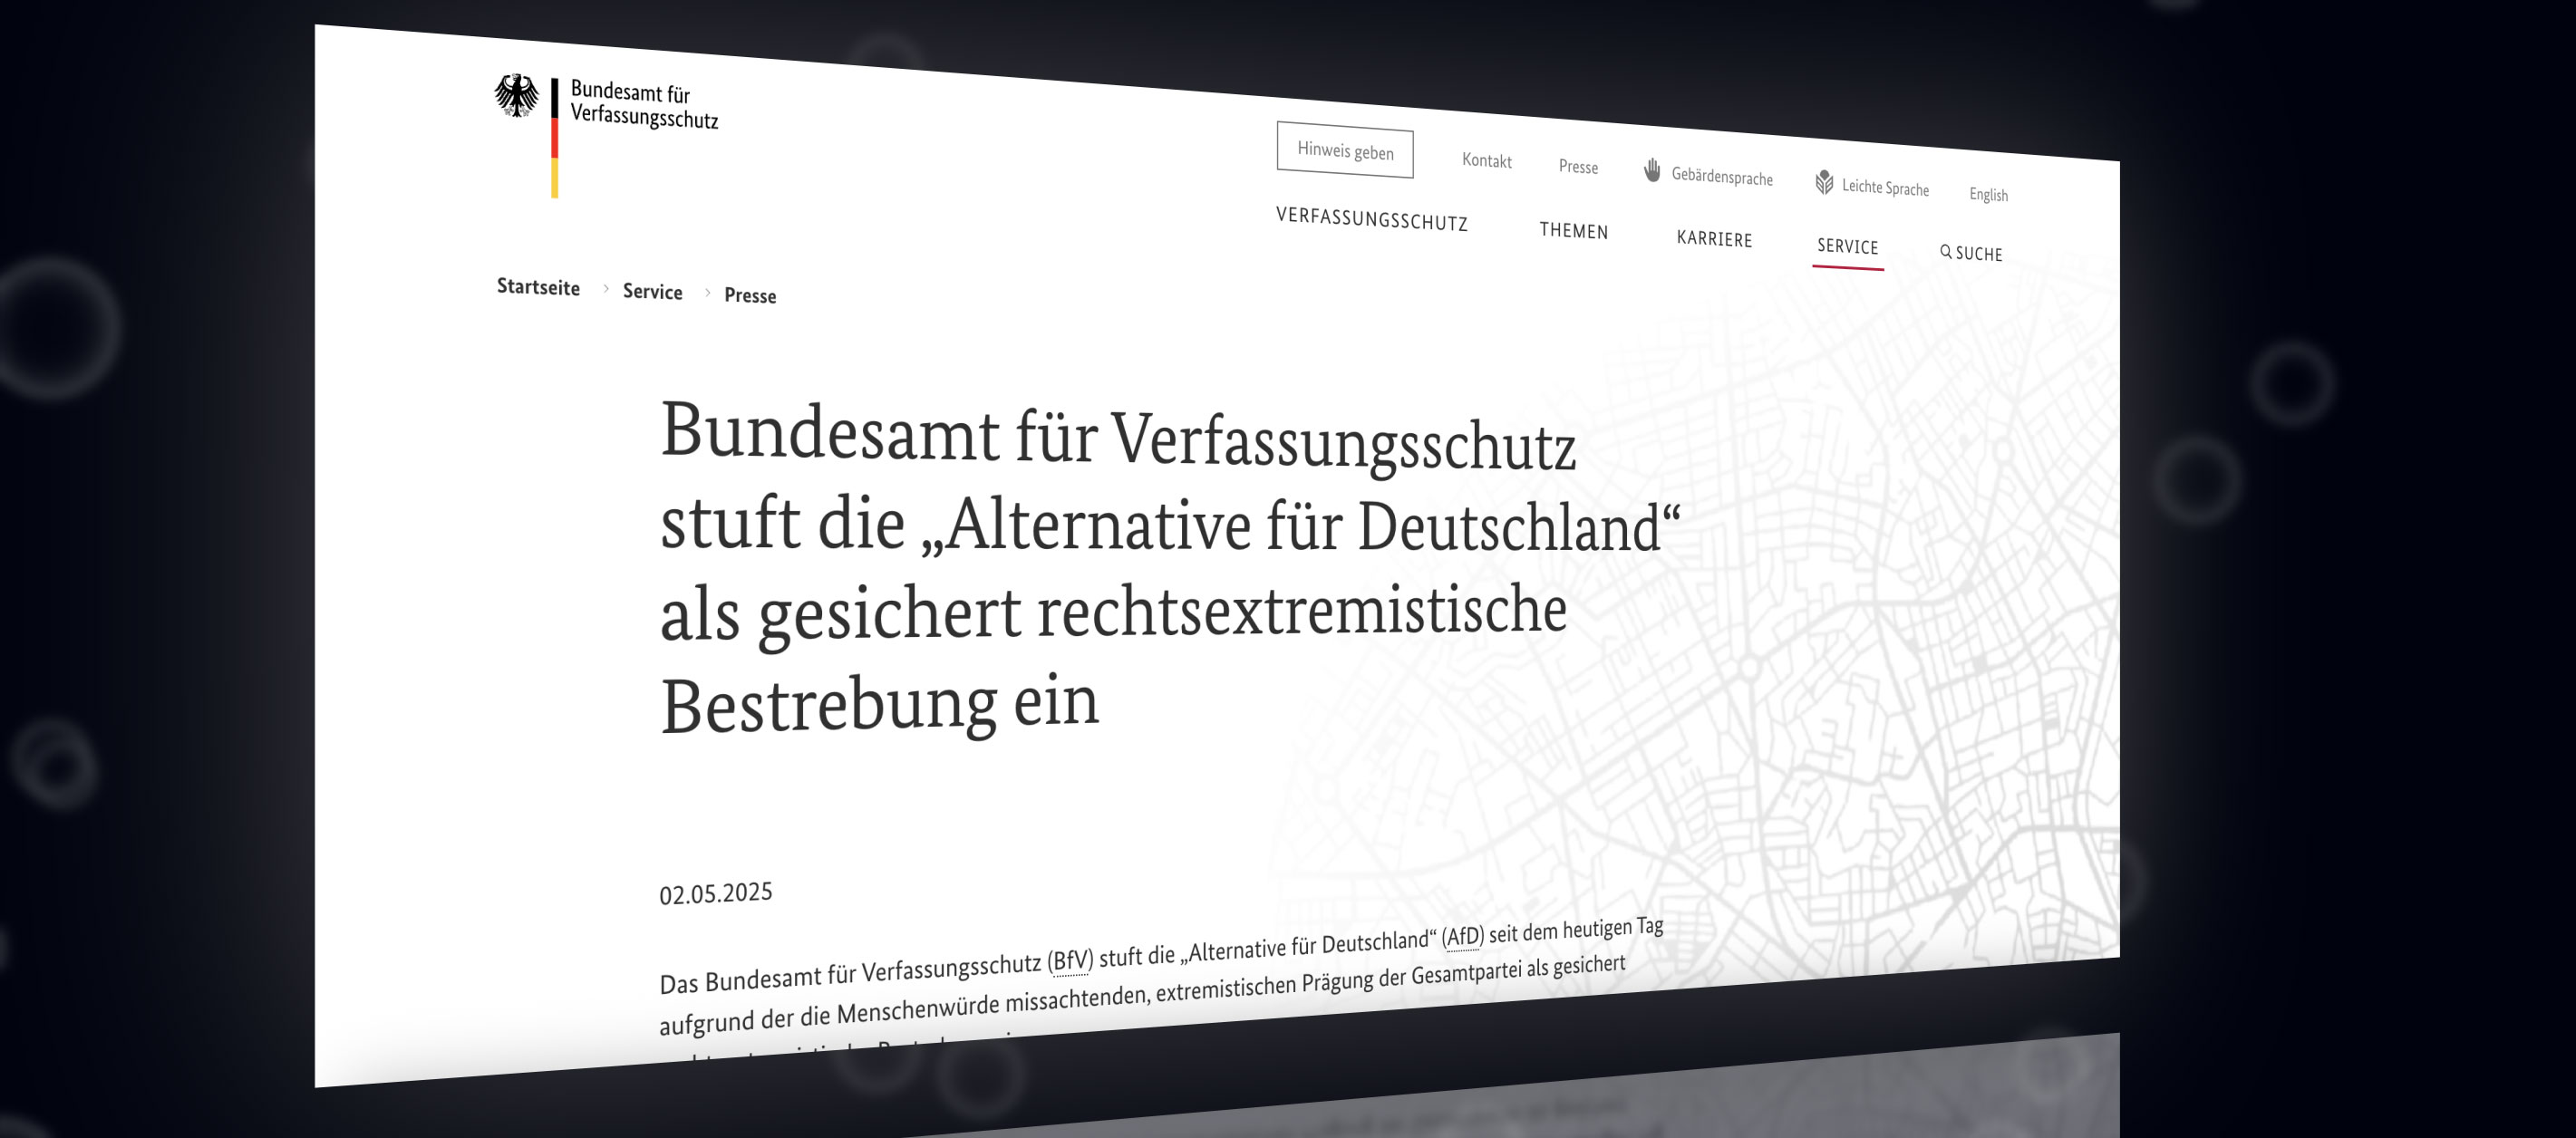 Bundesamt für
Verfassungsschutz
Hinweis geben
Kontakt
Presse
Gebärdensprache
Leichte Sprache
English
VERFASSUNGSSCHUTZ
THEMEN
KARRIERE
SERVICE
SUCHE
Startseite > Service > Presse
Bundesamt für Verfassungsschutz
stuft die „Alternative für Deutschland“
als gesichert rechtsextremistische
Bestrebung ein
02.05.2025
Das Bundesamt für Verfassungsschutz (BfV) stuft die „Alternative für Deutschland“ (AfD) seit dem heutigen Tag
aufgrund der die Menschenwürde missachtenden, extremistischen Prägung der Gesamtpartei als gesichert